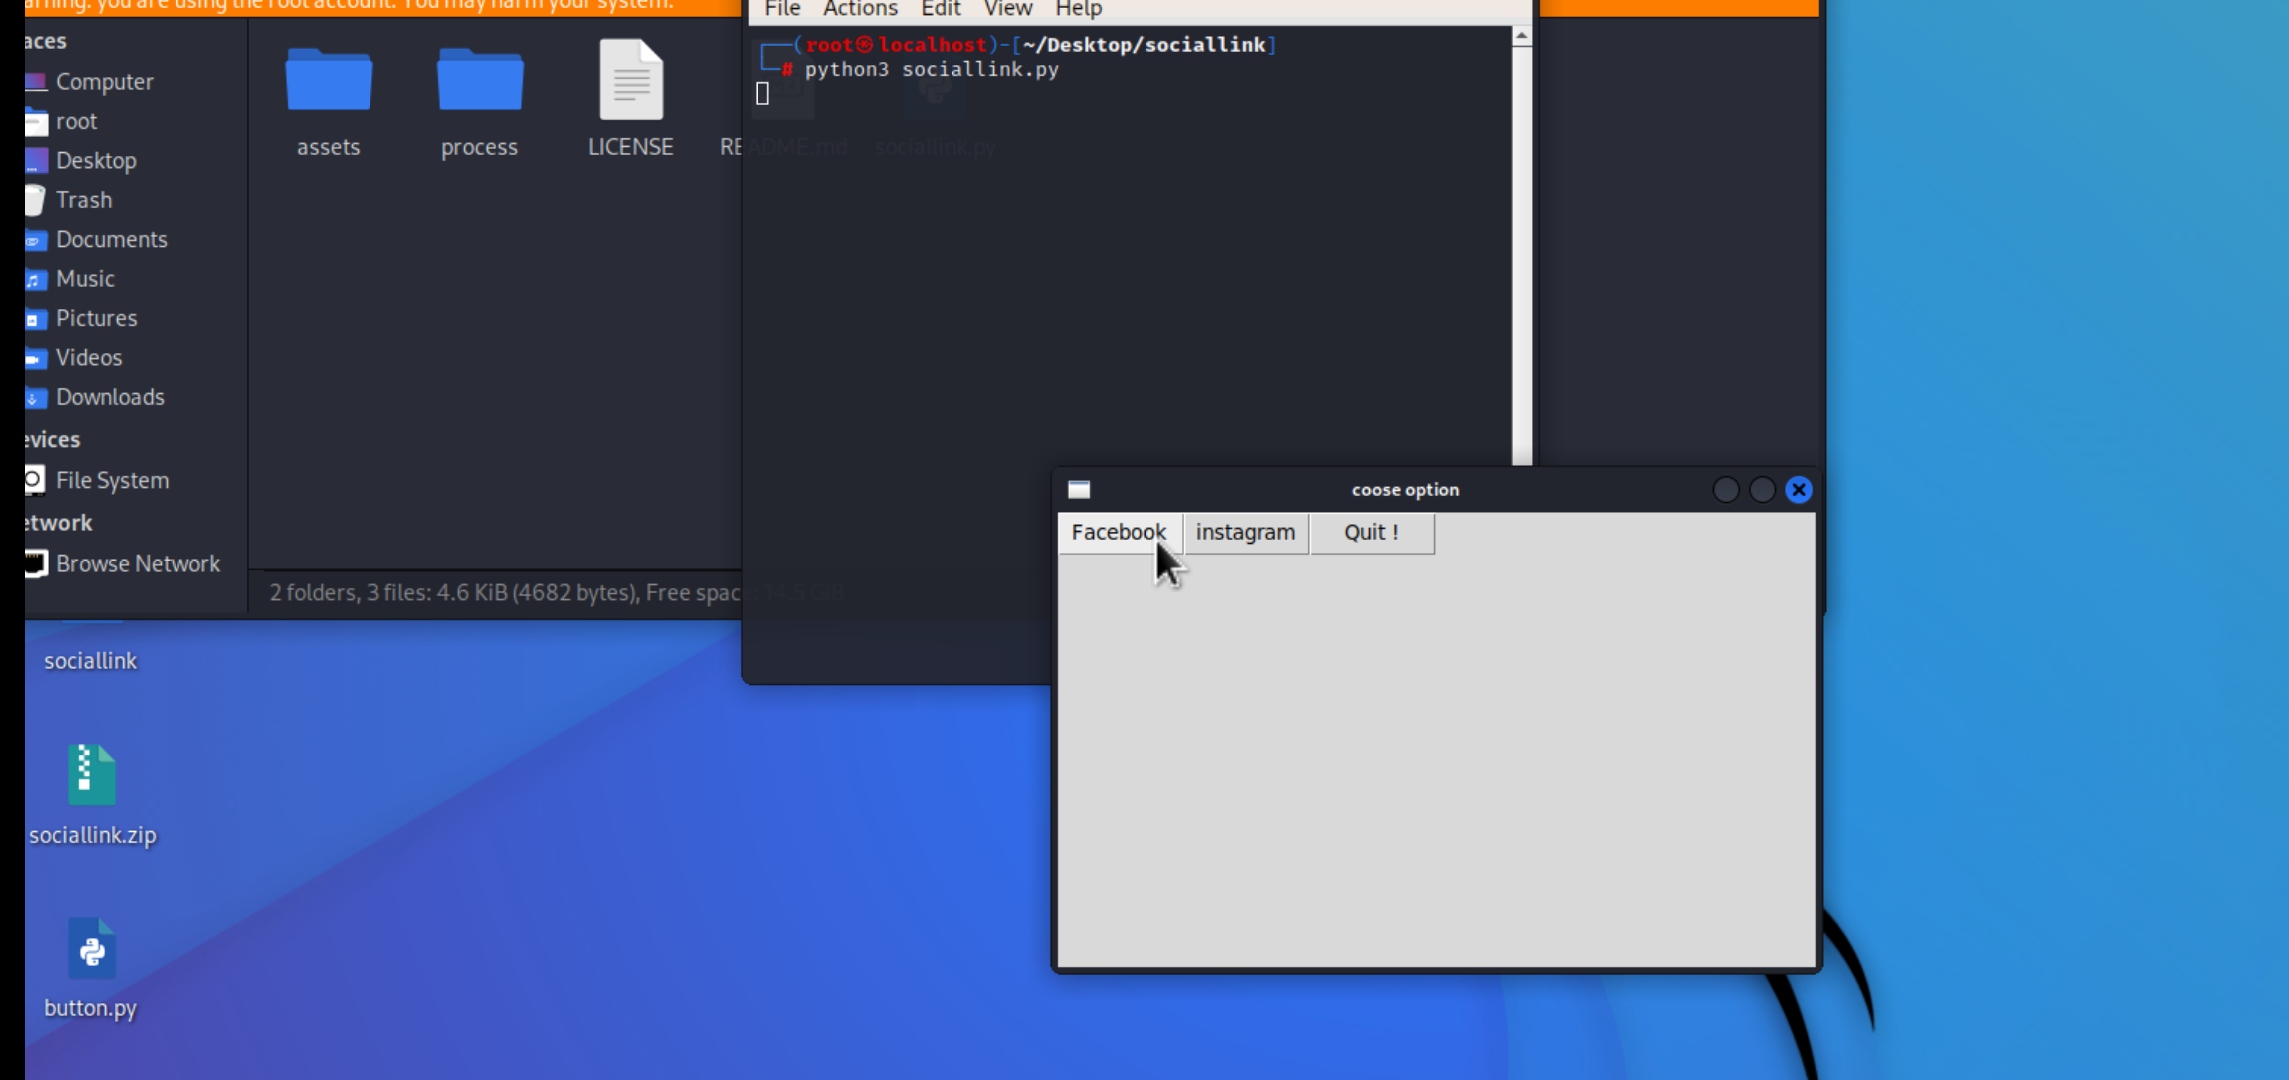 arning: you are using the root account. You may harm your system.
File Actions Edit View Help
aces
Computer
root
Desktop
Trash
Documents
Music
Pictures
Videos
Downloads
evices
File System
etwork
Browse Network
assets
process
LICENSE
README.md
sociallink.py
2 folders, 3 files: 4.6 KiB (4682 bytes), Free space: 14.5 GiB
(root㉿localhost)-[~/Desktop/sociallink]
# python3 sociallink.py
coose option
Facebook
instagram
Quit !
sociallink
sociallink.zip
button.py